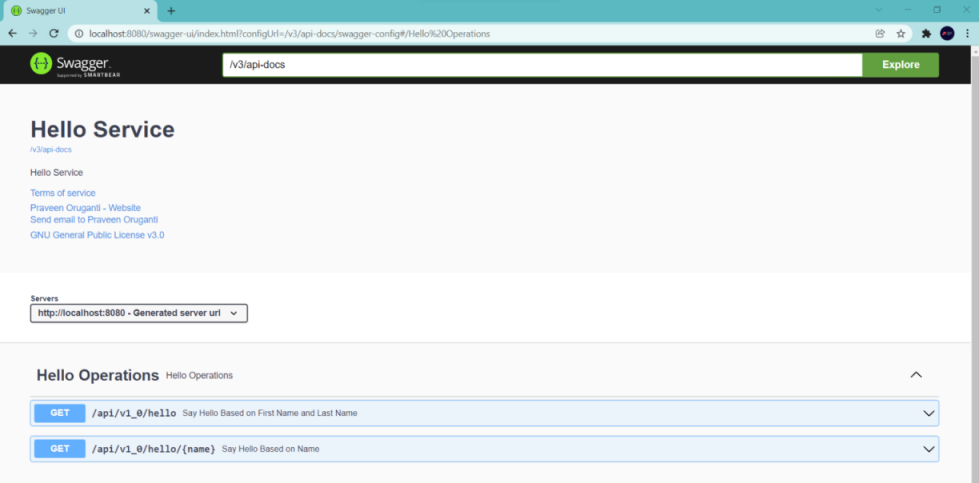 Swagger UI
localhost:8080/swagger-ui/index.html?configUrl=/v3/api-docs/swagger-config#/Hello%20Operations
Swagger.
Supported by SMARTBEAR
/v3/api-docs
Explore
Hello Service
/v3/api-docs
Hello Service
Terms of service
Praveen Oruganti - Website
Send email to Praveen Oruganti
GNU General Public License v3.0
Servers
http://localhost:8080 - Generated server url
Hello Operations Hello Operations
GET /api/v1_0/hello Say Hello Based on First Name and Last Name
GET /api/v1_0/hello/{name} Say Hello Based on Name